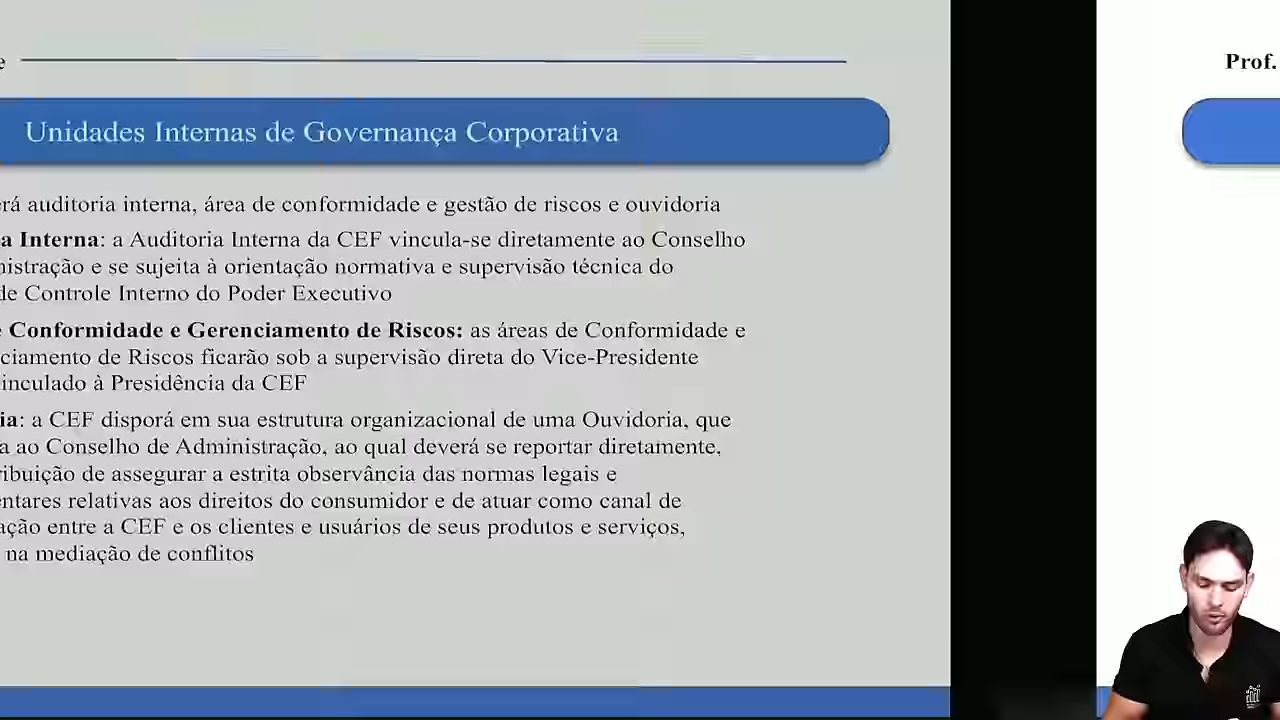 e
Prof.
Unidades Internas de Governança Corporativa
rá auditoria interna, área de conformidade e gestão de riscos e ouvidoria
a Interna: a Auditoria Interna da CEF vincula-se diretamente ao Conselho
nistração e se sujeita à orientação normativa e supervisão técnica do
de Controle Interno do Poder Executivo
e Conformidade e Gerenciamento de Riscos: as áreas de Conformidade e
ciamento de Riscos ficarão sob a supervisão direta do Vice-Presidente
inculado à Presidência da CEF
ia: a CEF disporá em sua estrutura organizacional de uma Ouvidoria, que
a ao Conselho de Administração, ao qual deverá se reportar diretamente,
ribuição de assegurar a estrita observância das normas legais e
entares relativas aos direitos do consumidor e de atuar como canal de
ação entre a CEF e os clientes e usuários de seus produtos e serviços,
na mediação de conflitos